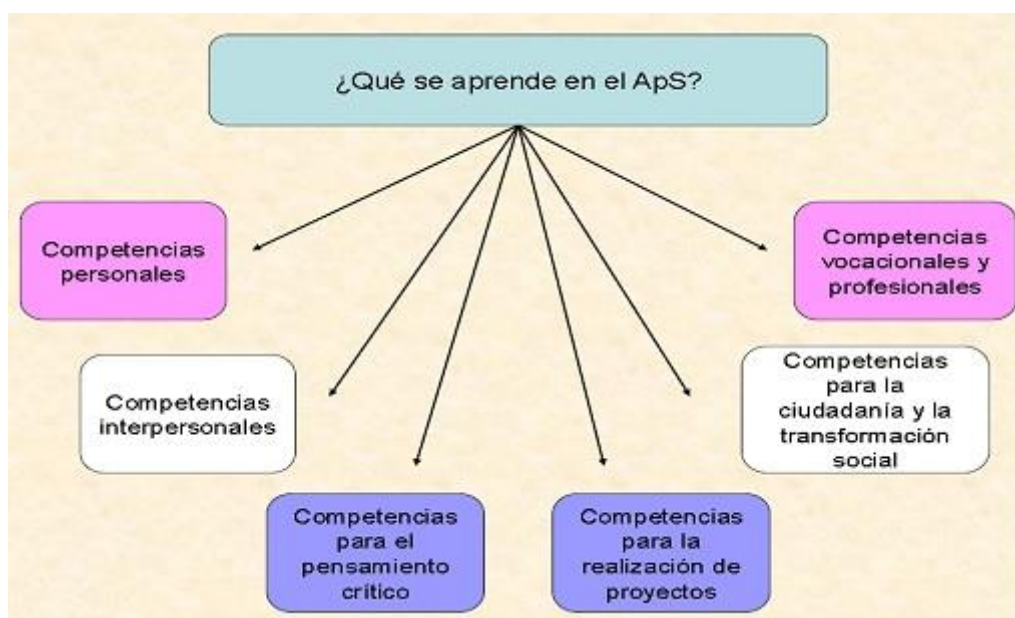 ¿Qué se aprende en el ApS?
Competencias
personales
Competencias
vocacionales y
profesionales
Competencias
interpersonales
Competencias
para la
ciudadanía y la
transformación
social
Competencias
para el
pensamiento
crítico
Competencias
para la
realización de
proyectos